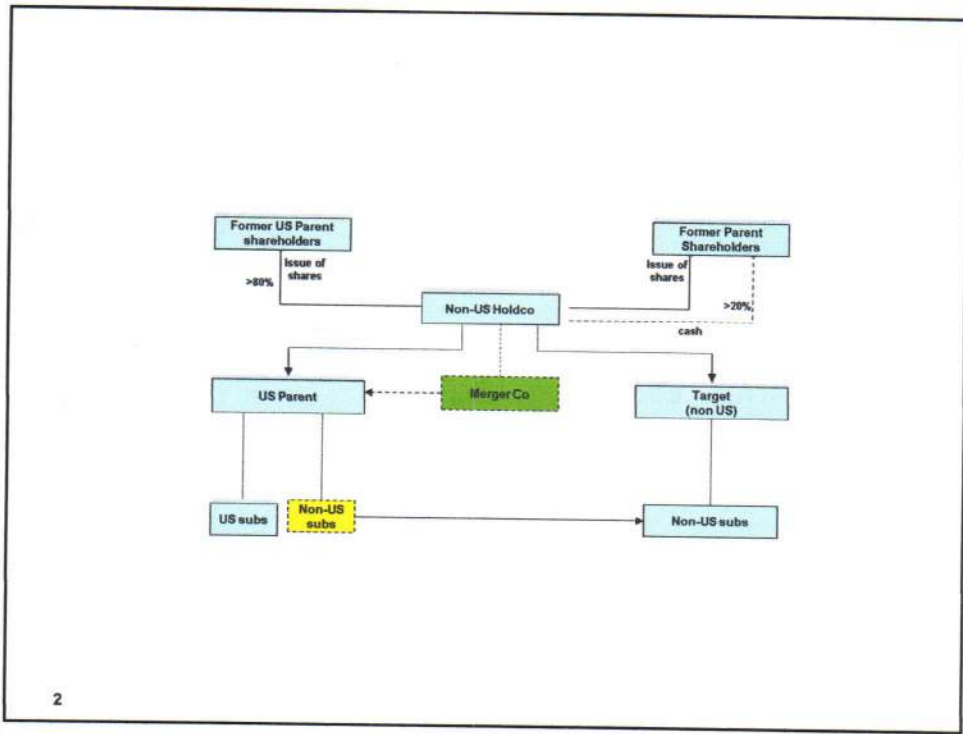 Former US Parent
shareholders
Former Parent
Shareholders
Issue of
shares
>80%
Issue of
shares
>20%
Non-US Holdco
cash
US Parent
Merger Co
Target
(non US)
US subs
Non-US
subs
Non-US subs
2